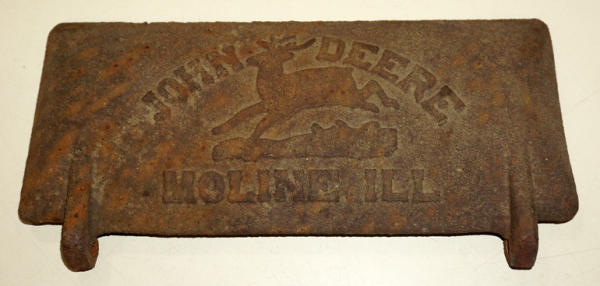 JOHN DEERE
MOLINE, ILL